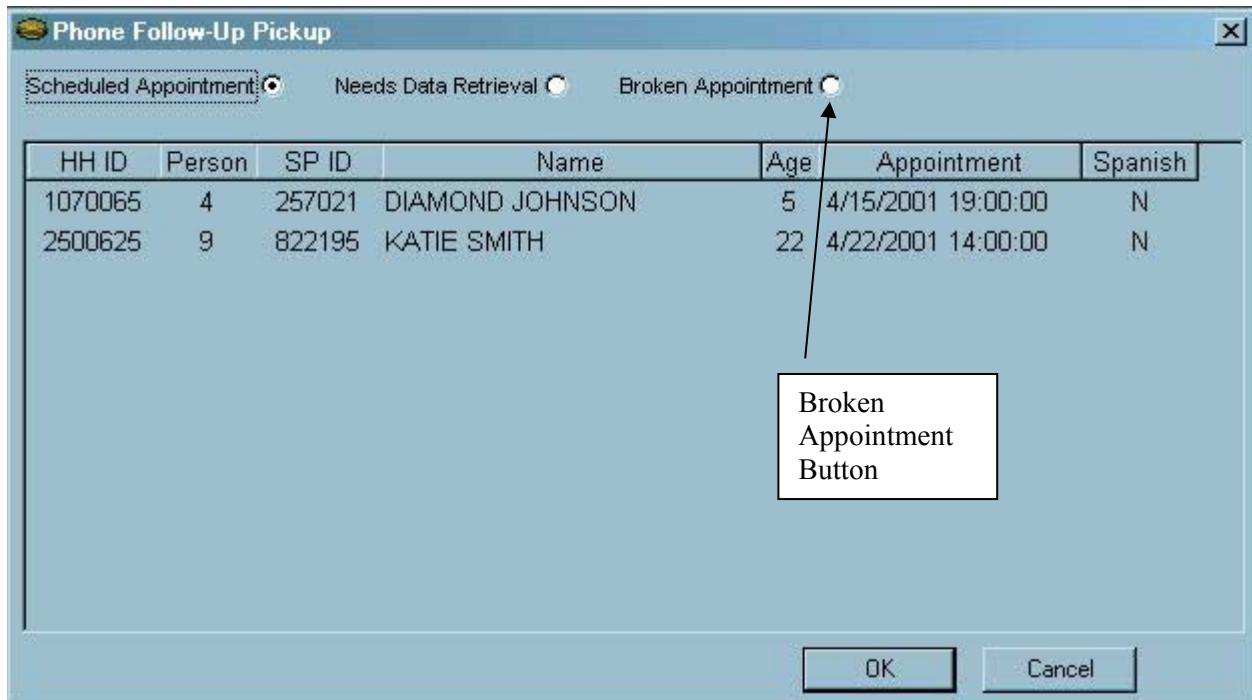 Phone Follow-Up Pickup
Scheduled Appointment Needs Data Retrieval Broken Appointment
HH ID Person SP ID Name Age Appointment Spanish
1070065 4 257021 DIAMOND JOHNSON 5 4/15/2001 19:00:00 N
2500625 9 822195 KATIE SMITH 22 4/22/2001 14:00:00 N
Broken
Appointment
Button
OK Cancel